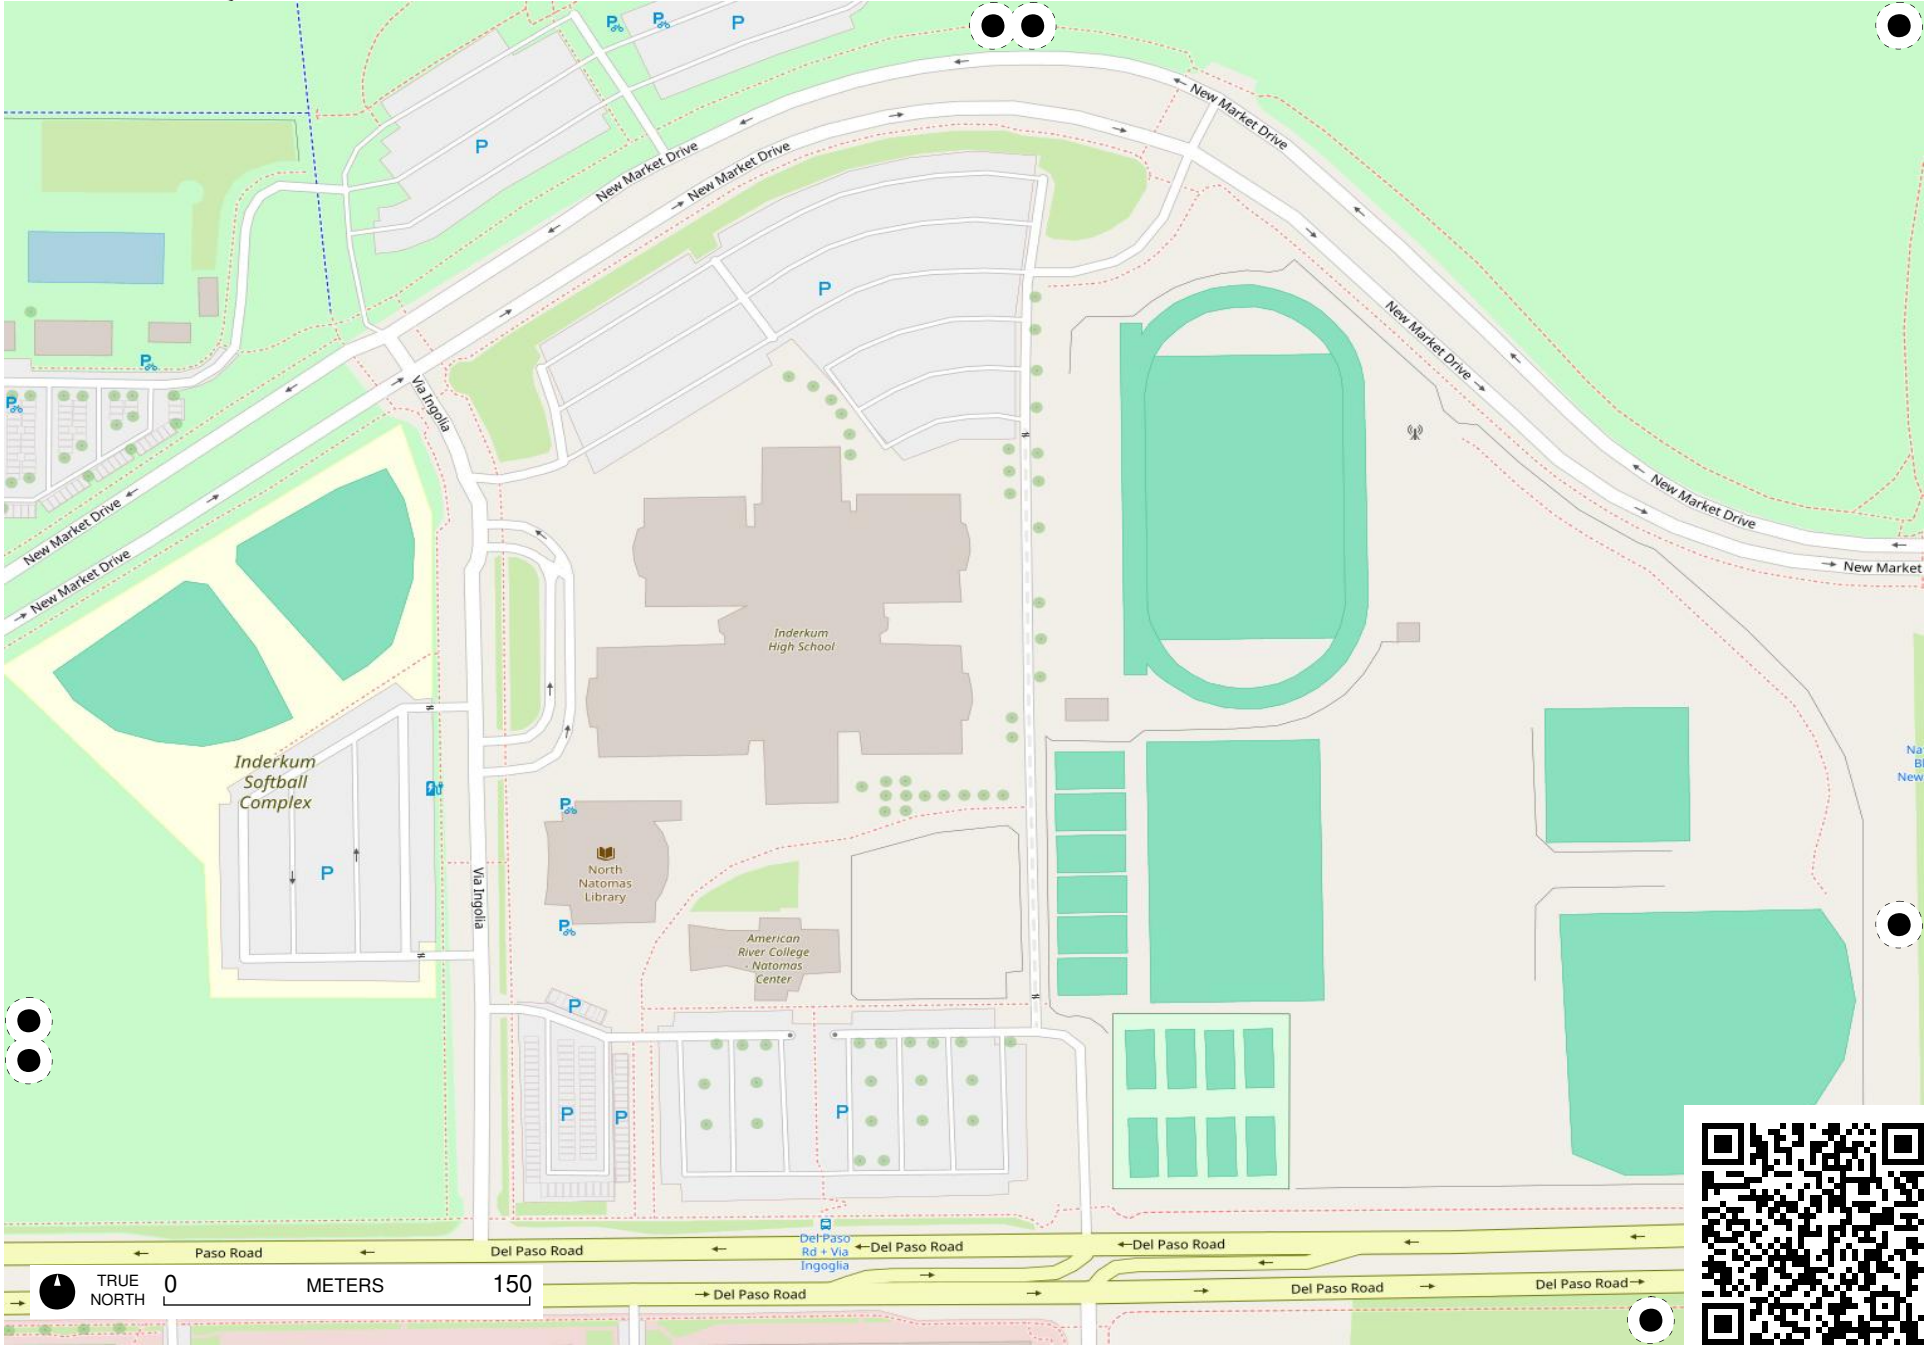 P
P
P
New Market Drive
P
New Market Drive
New Market Drive
P
P
New Market Drive
P
Via Ingolia
P
New Market Drive
New Market Drive
New Market Drive
New Market
New Market Drive
Inderkum
High School
Inderkum
Softball
Complex
Na
Bl
New
P
P
North
Natomas
Library
Via Ingolia
P
American
River College
- Natomas
Center
P
P
P
P
Del Paso
Rd + Via
Ingoglia
Paso Road
Del Paso Road
Del Paso Road
Del Paso Road
TRUE
NORTH
0
METERS
150
Del Paso Road
Del Paso Road
Del Paso Road